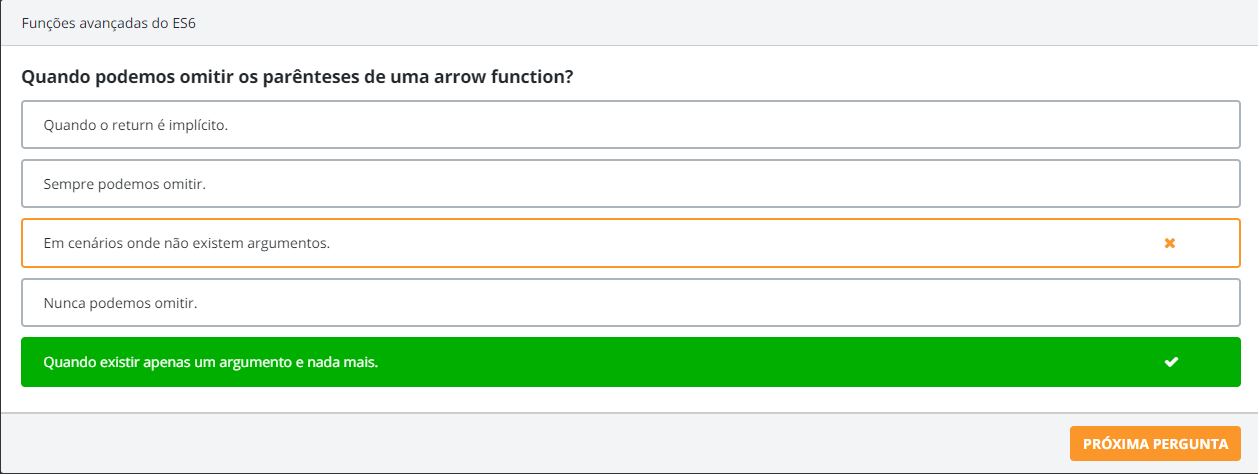 Funções avançadas do ES6
Quando podemos omitir os parênteses de uma arrow function?
Quando o return é implícito.
Sempre podemos omitir.
Em cenários onde não existem argumentos.
Nunca podemos omitir.
Quando existir apenas um argumento e nada mais.
PRÓXIMA PERGUNTA